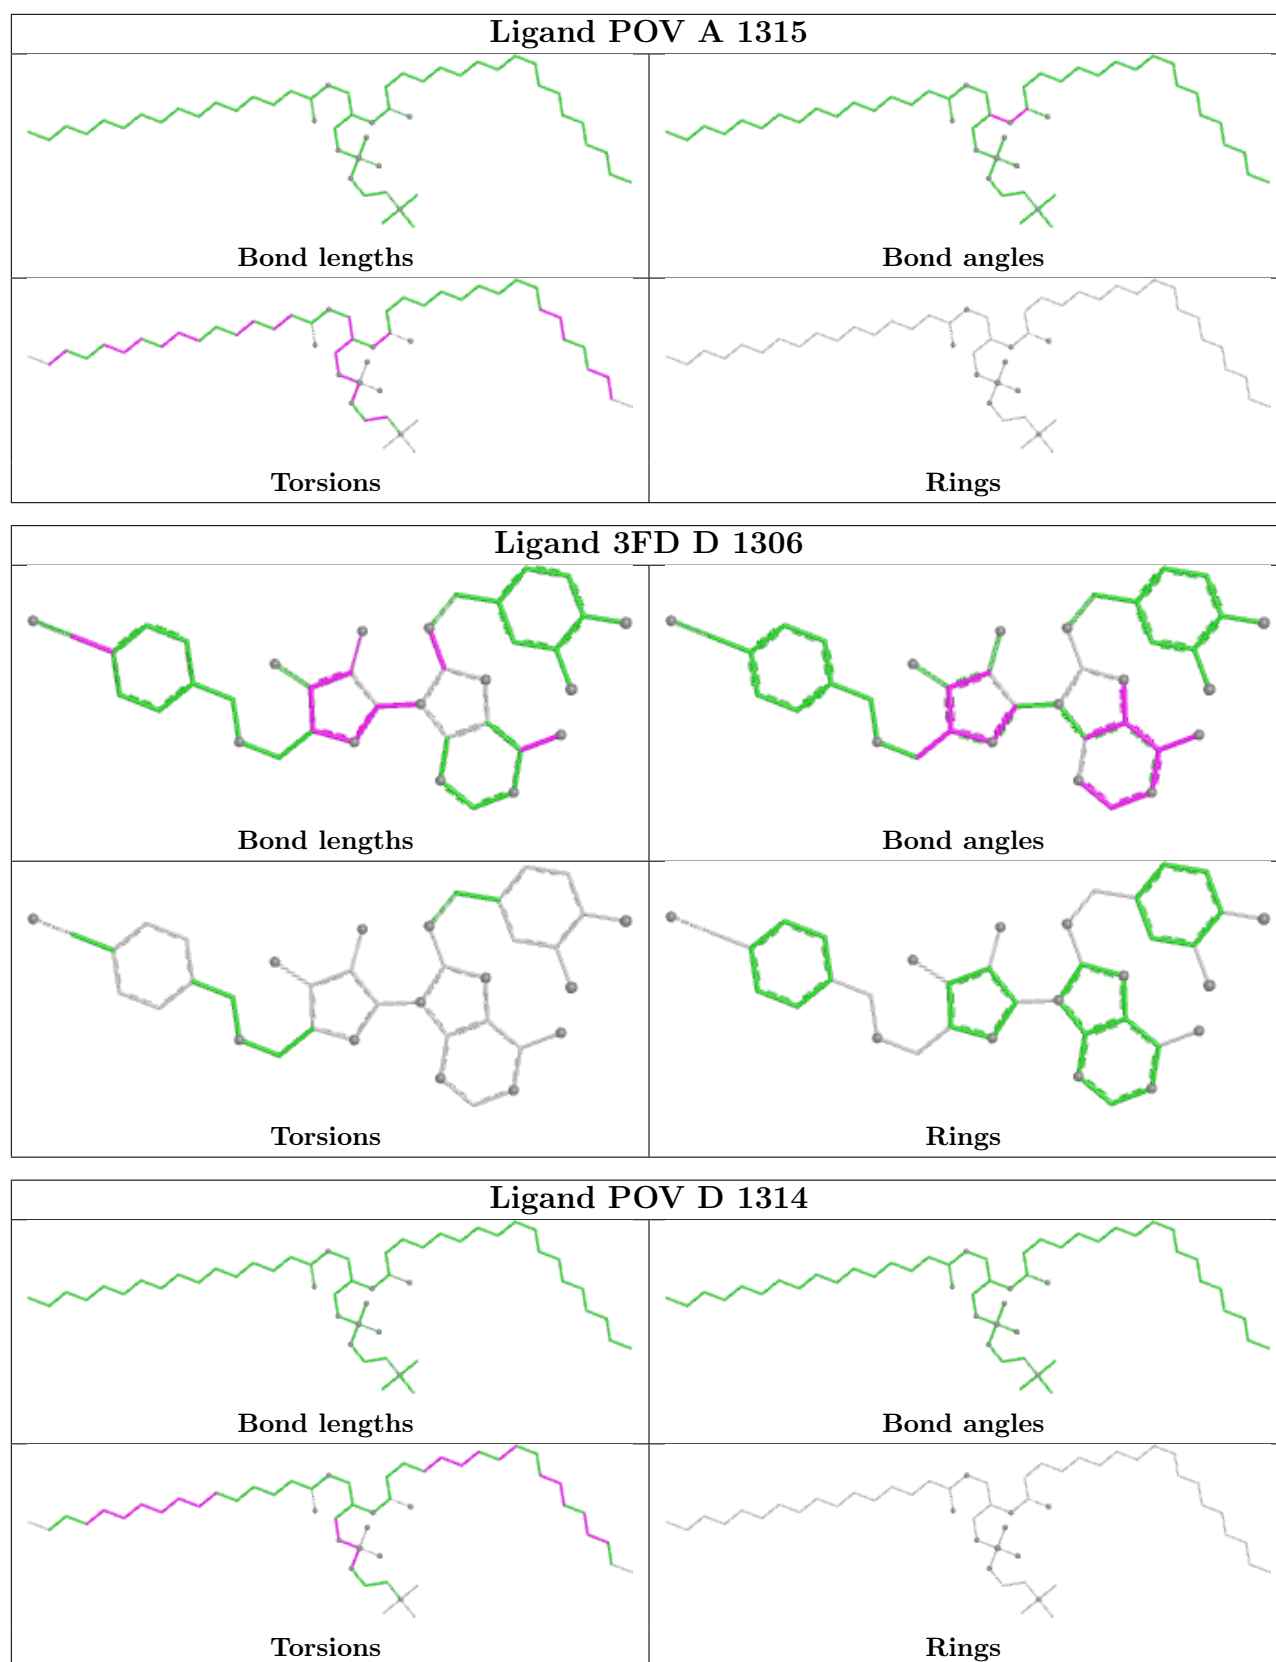 Ligand POV A 1315
Bond lengths
Bond angles
Torsions
Rings
Ligand 3FD D 1306
Bond lengths
Bond angles
Torsions
Rings
Ligand POV D 1314
Bond lengths
Bond angles
Torsions
Rings